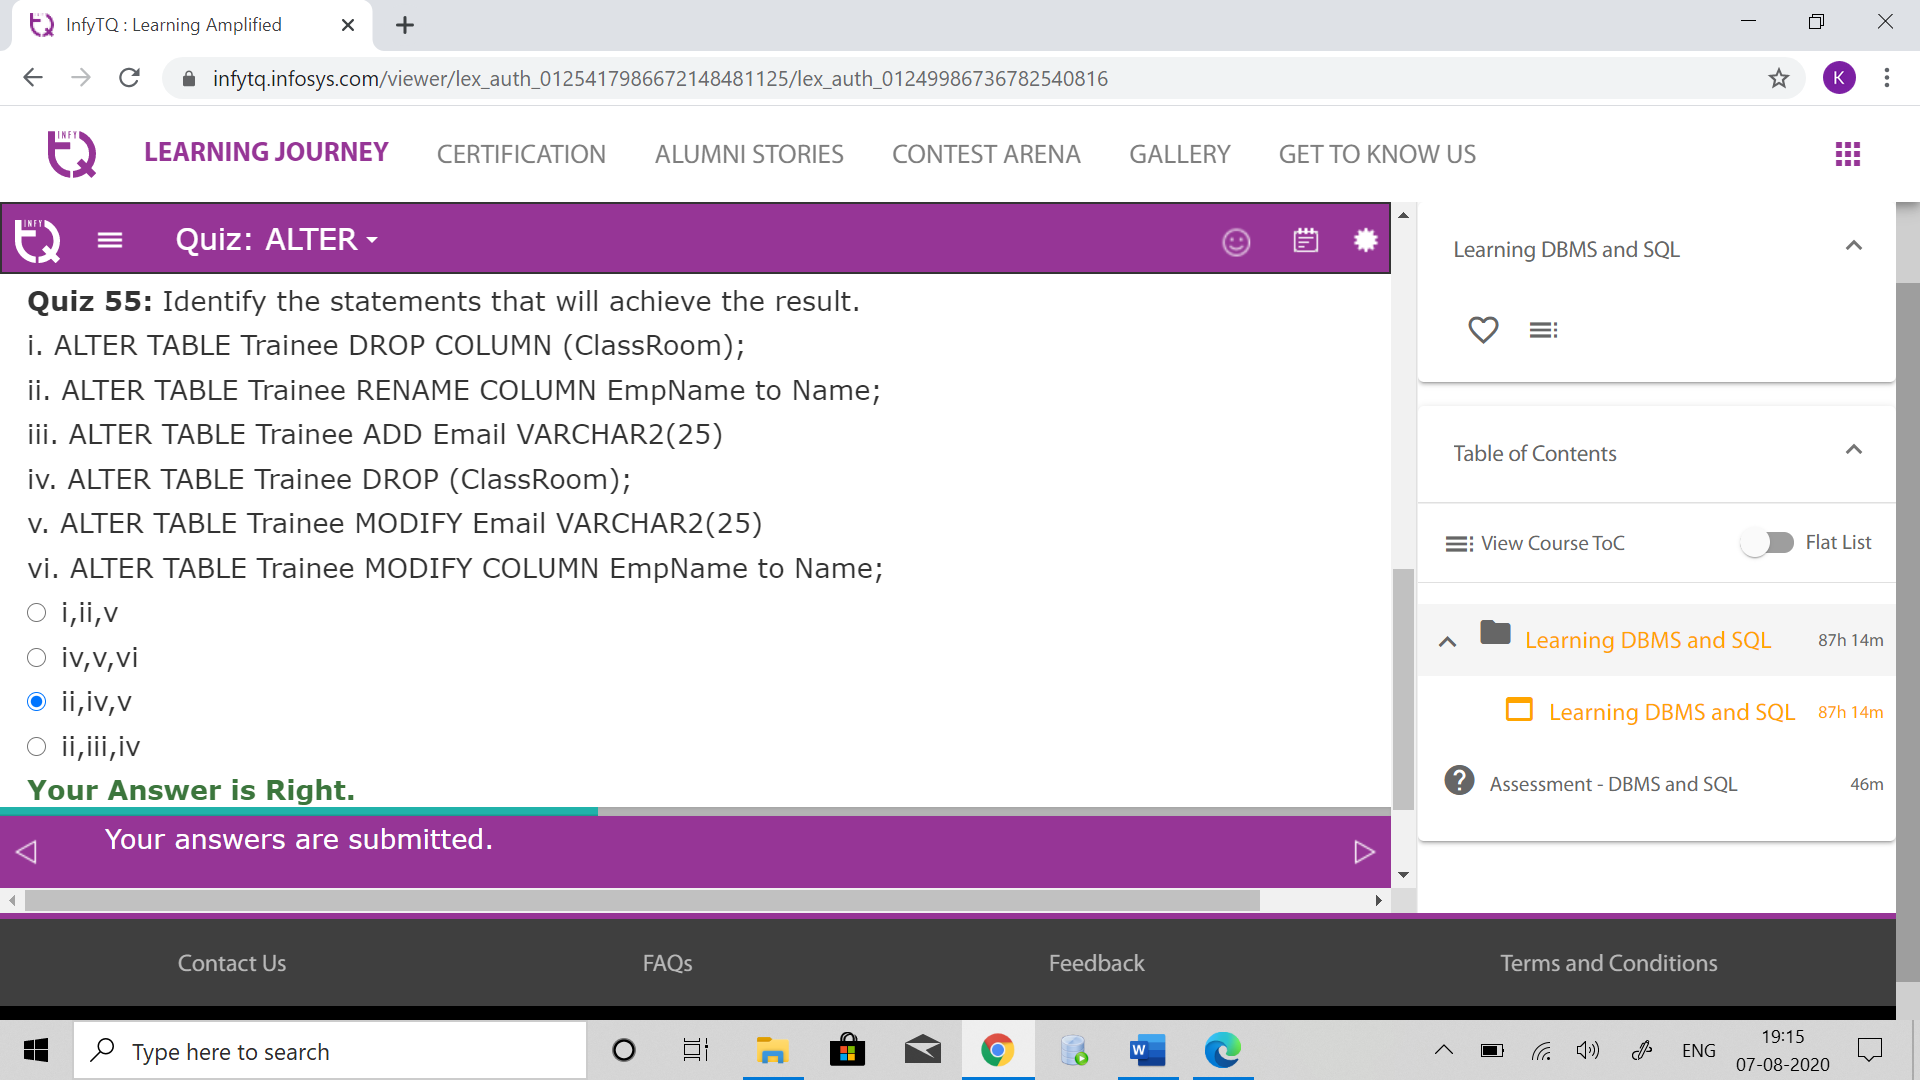 InfyTQ : Learning Amplified
infytq.infosys.com/viewer/lex_auth_0125417986672148481125/lex_auth_01249986736782540816
K
INFY
LEARNING JOURNEY
CERTIFICATION
ALUMNI STORIES
CONTEST ARENA
GALLERY
GET TO KNOW US
INFY
Quiz: ALTER
Quiz 55: Identify the statements that will achieve the result.
i. ALTER TABLE Trainee DROP COLUMN (ClassRoom);
ii. ALTER TABLE Trainee RENAME COLUMN EmpName to Name;
iii. ALTER TABLE Trainee ADD Email VARCHAR2(25)
iv. ALTER TABLE Trainee DROP (ClassRoom);
v. ALTER TABLE Trainee MODIFY Email VARCHAR2(25)
vi. ALTER TABLE Trainee MODIFY COLUMN EmpName to Name;
i,ii,v
iv,v,vi
ii,iv,v
ii,iii,iv
Your Answer is Right.
Your answers are submitted.
Learning DBMS and SQL
Table of Contents
View Course ToC
Flat List
Learning DBMS and SQL 87h 14m
Learning DBMS and SQL 87h 14m
Assessment - DBMS and SQL 46m
Contact Us
FAQs
Feedback
Terms and Conditions
Type here to search
W
ENG
19:15
07-08-2020